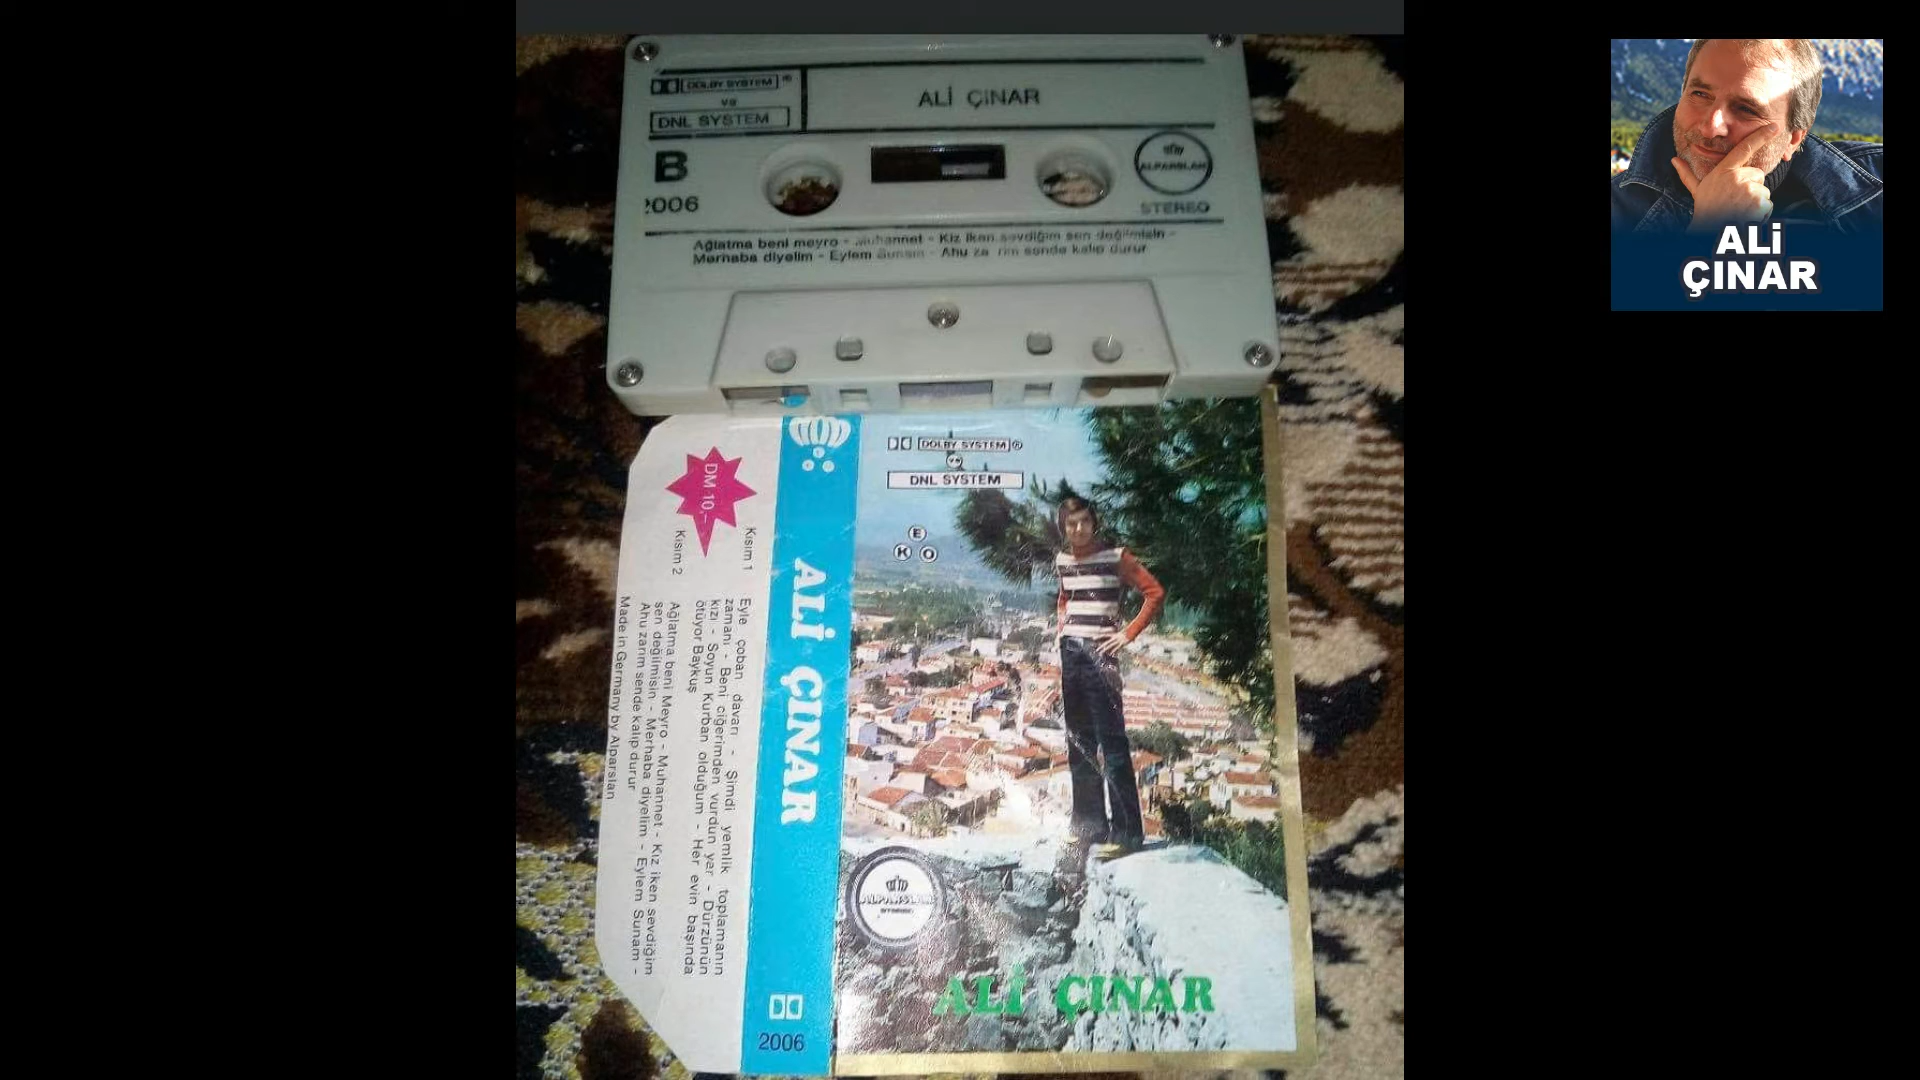 DOLBY SYSTEM ®
ve
DNL SYSTEM
ALİ ÇINAR
B
2006
ALPARSLAN
STEREO
Ağlatma beni meyro - Muhannet - Kız iken sevdiğim sen değilmisin -
Merhaba diyelim - Eylem Sunam - Ahu zarım sende kalıp durur
DM 10,-
Kısım 1
Eyle çoban davarı - Şimdi yemlik toplamanın
zamanı - Beni ciğerimden vurdun yer - Dürzünün
kızı - Soyun Kurban olduğum - Her evin başında
ötüyor Baykuş
Kısım 2
Ağlatma beni Meyro - Muhannet - Kız iken sevdiğim
sen değilmisin - Merhaba diyelim - Eylem Sunam -
Ahu zarım sende kalıp durur
Made in Germany by Alparslan
ALİ ÇINAR
2006
DOLBY SYSTEM ®
ve
DNL SYSTEM
E
K O
ALPARSLAN
ALİ ÇINAR
ALİ
ÇINAR